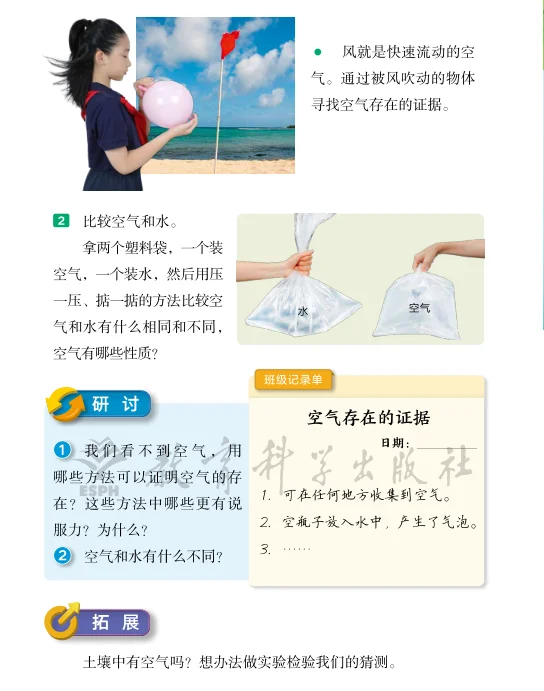 ● 风就是快速流动的空
气。通过被风吹动的物体
寻找空气存在的证据。
2 比较空气和水。
拿两个塑料袋，一个装
空气，一个装水，然后用压
一压、掂一掂的方法比较空
气和水有什么相同和不同，
空气有哪些性质？
水
空气
研讨
1 我们看不到空气，用
哪些方法可以证明空气的存
在？这些方法中哪些更有说
服力？为什么？
2 空气和水有什么不同？
班级记录单
空气存在的证据
日期：________
1. 可在任何地方收集到空气。
2. 空瓶子放入水中，产生了气泡。
3. ……
ESPH
教育科学出版社
拓展
土壤中有空气吗？想办法做实验检验我们的猜测。